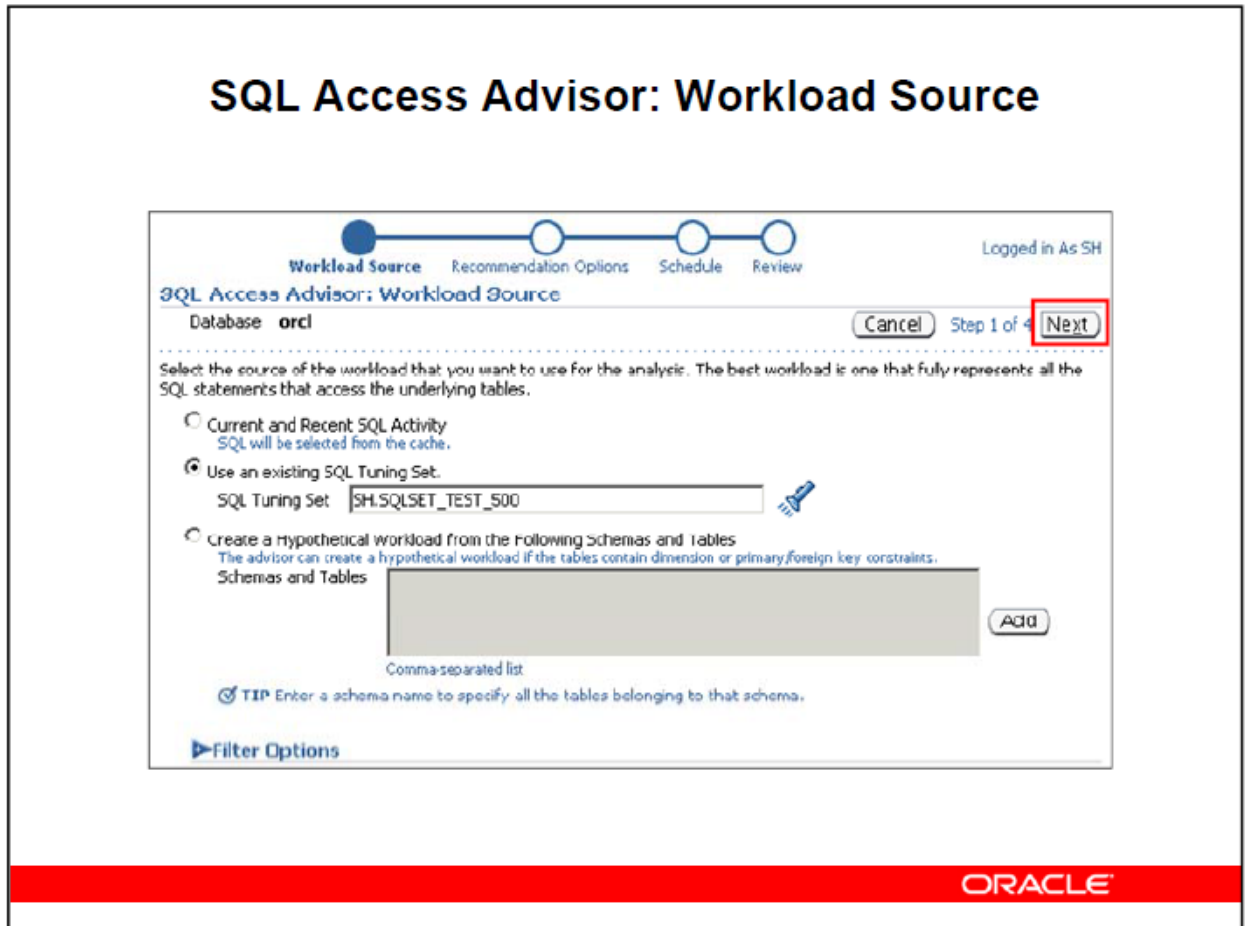 SQL Access Advisor: Workload Source
Workload Source Recommendation Options Schedule Review
Logged in As SH
SQL Access Advisor: Workload Source
Database orcl
Cancel Step 1 of 4 Next
Select the source of the workload that you want to use for the analysis. The best workload is one that fully represents all the
SQL statements that access the underlying tables.
Current and Recent SQL Activity
SQL will be selected from the cache.
Use an existing SQL Tuning Set.
SQL Tuning Set SH.SQLSET_TEST_500
Create a Hypothetical Workload from the Following Schemas and Tables
The advisor can create a hypothetical workload if the tables contain dimension or primary/foreign key constraints.
Schemas and Tables
Add
Comma-separated list
TIP Enter a schema name to specify all the tables belonging to that schema.
Filter Options
ORACLE